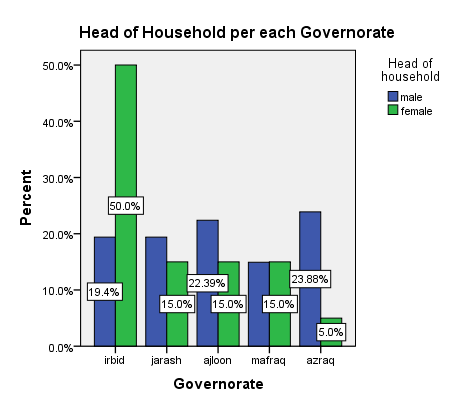 Head of Household per each Governorate
Head of
household
male
female
50.0%
40.0%
30.0%
20.0%
10.0%
0.0%
Percent
50.0%
19.4%
15.0%
22.39%
15.0%
15.0%
23.88%
5.0%
irbid jarash ajloon mafraq azraq
Governorate